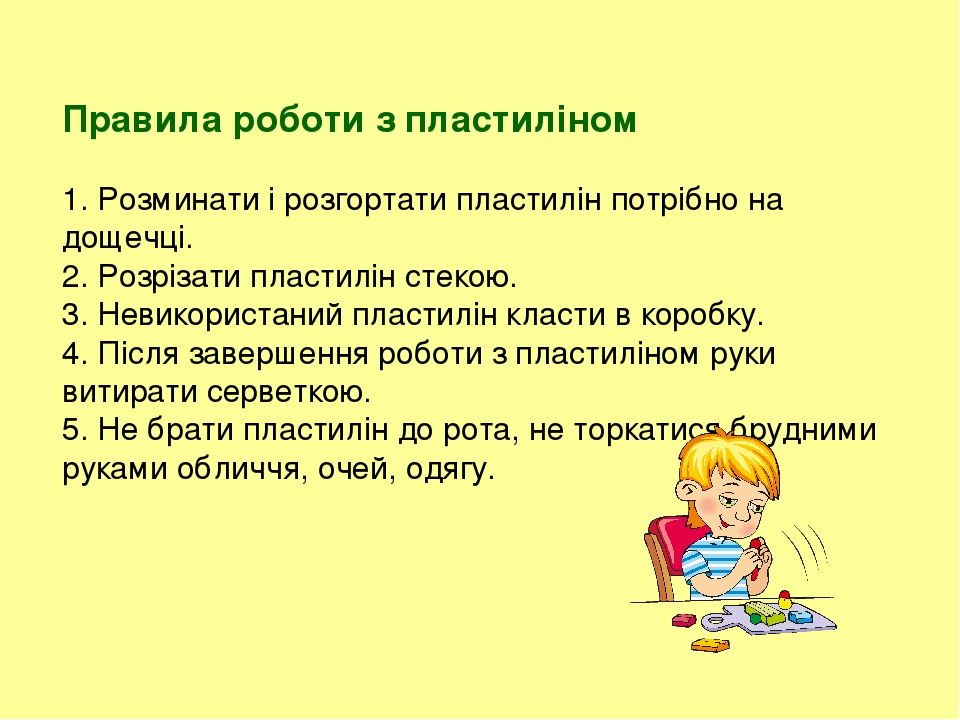 Правила роботи з пластиліном
1. Розминати і розгортати пластилін потрібно на
дощечці.
2. Розрізати пластилін стекою.
3. Невикористаний пластилін класти в коробку.
4. Після завершення роботи з пластиліном руки
витирати серветкою.
5. Не брати пластилін до рота, не торкатися брудними
руками обличчя, очей, одягу.